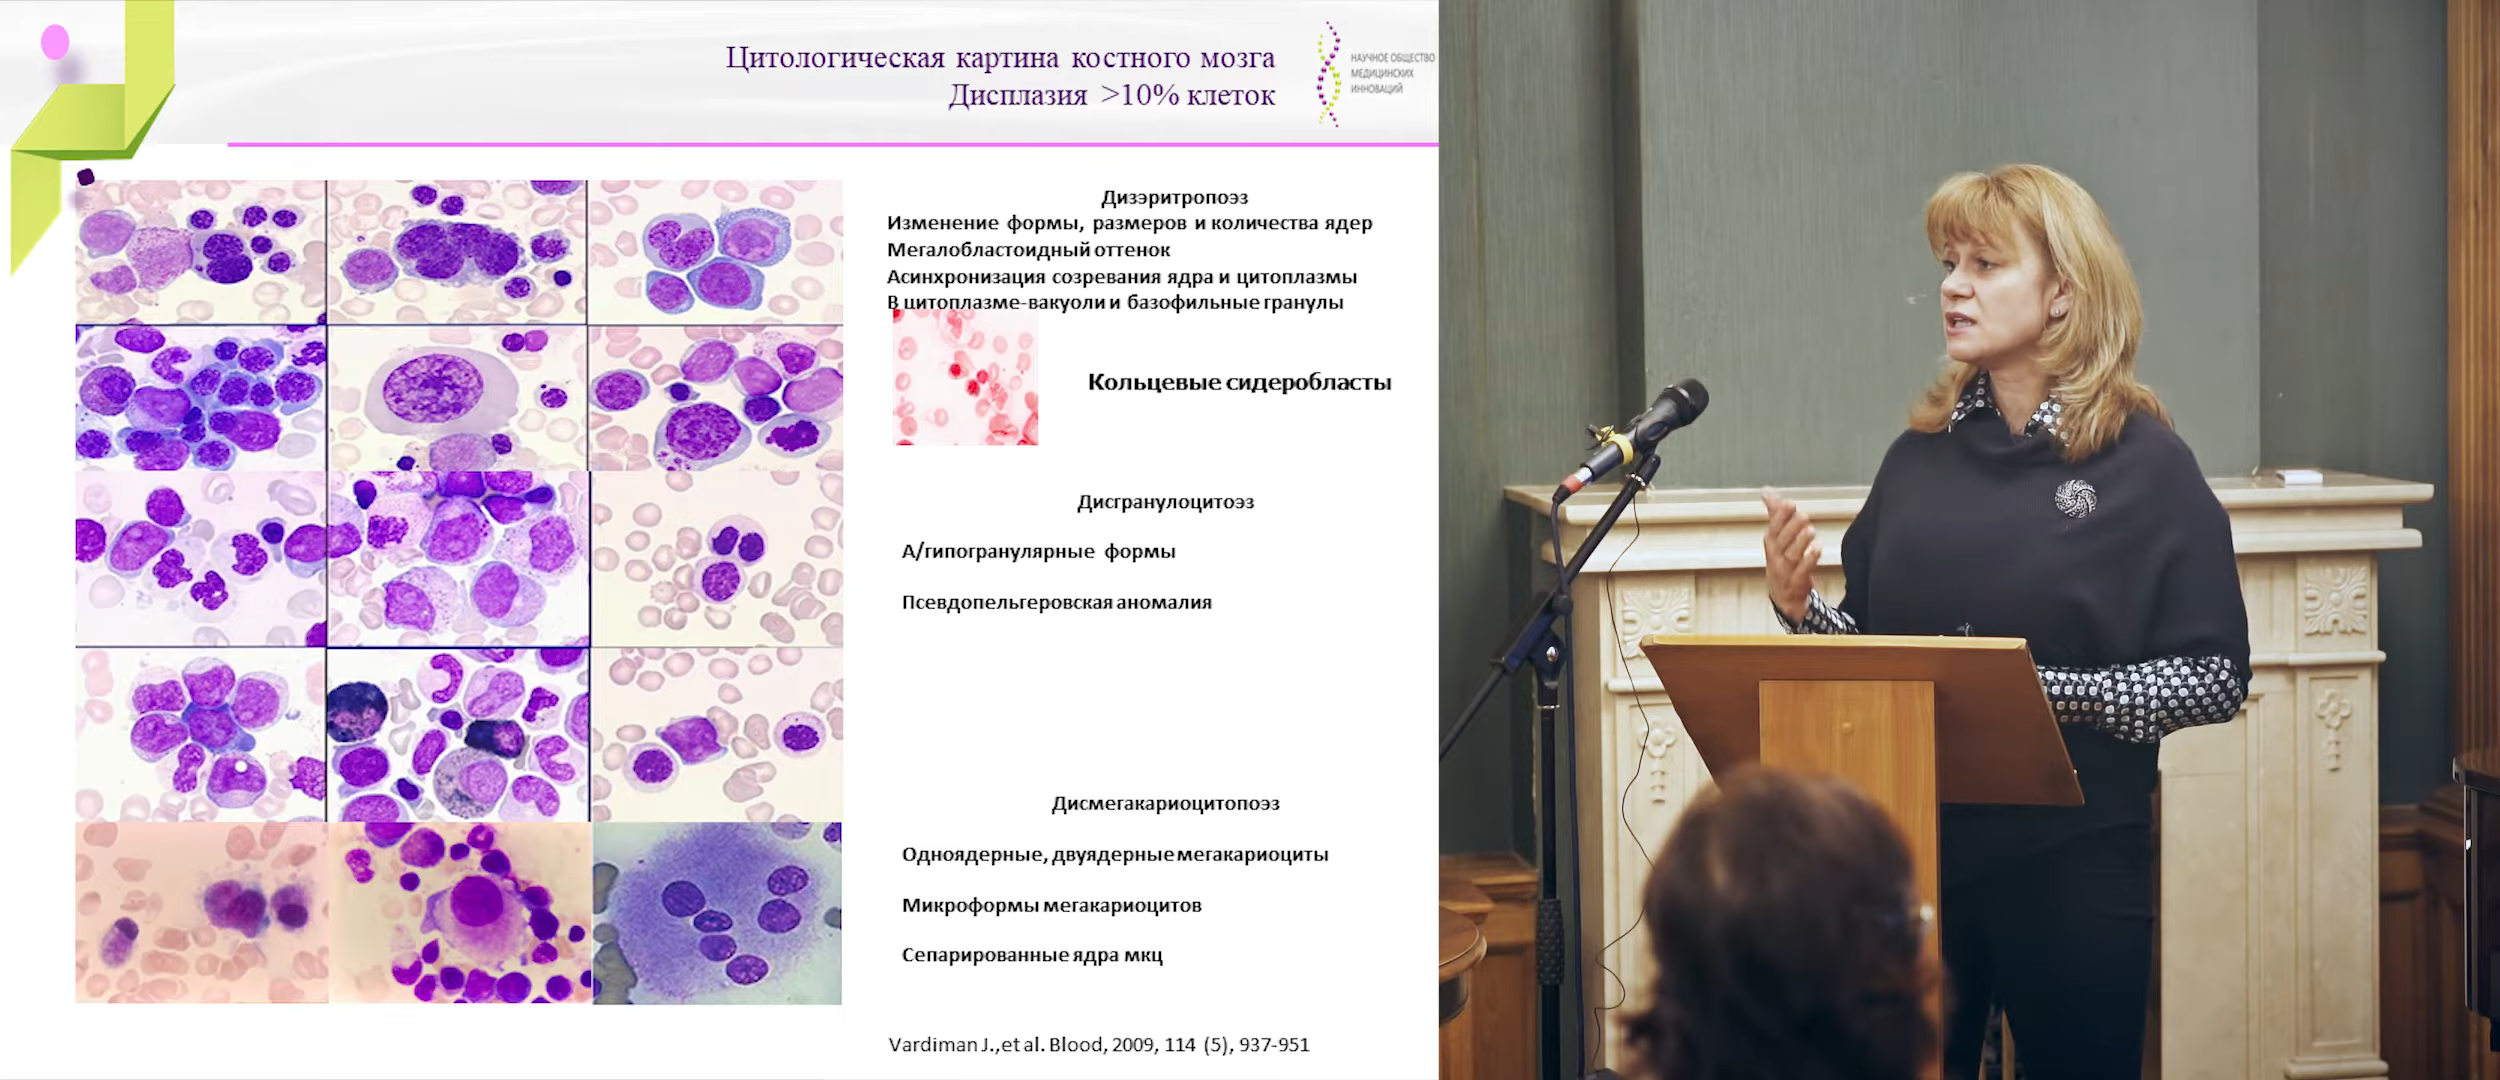 Цитологическая картина костного мозга
Дисплазия >10% клеток
НАУЧНОЕ ОБЩЕСТВО
МЕДИЦИНСКИХ
ИННОВАЦИЙ
Дизэритропоэз
Изменение формы, размеров и количества ядер
Мегалобластоидный оттенок
Асинхронизация созревания ядра и цитоплазмы
В цитоплазме-вакуоли и базофильные гранулы
Кольцевые сидеробласты
Дисгранулоцитоэз
А/гипогранулярные формы
Псевдопельгеровская аномалия
Дисмегакариоцитопоэз
Одноядерные, двуядерные мегакариоциты
Микроформы мегакариоцитов
Сепарированные ядра мкц
Vardiman J.,et al. Blood, 2009, 114 (5), 937-951